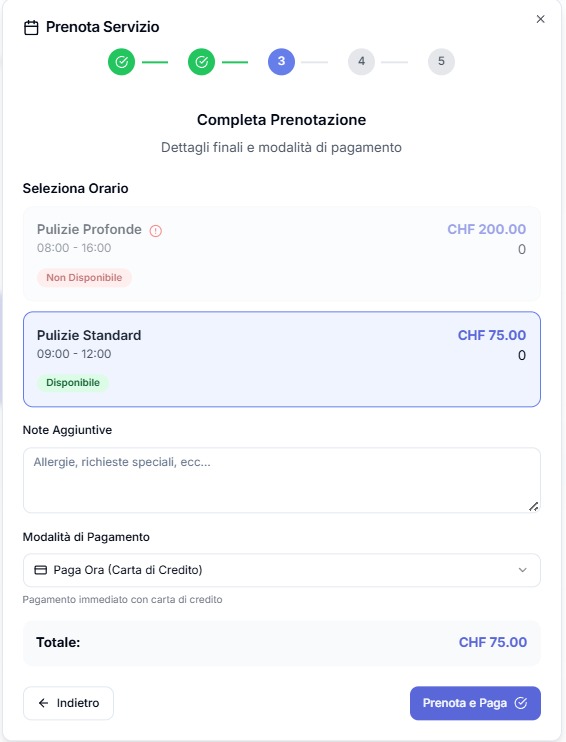 Prenota Servizio
3
4
5
Completa Prenotazione
Dettagli finali e modalità di pagamento
Seleziona Orario
Pulizie Profonde
CHF 200.00
08:00 - 16:00
0
Non Disponibile
Pulizie Standard
CHF 75.00
09:00 - 12:00
0
Disponibile
Note Aggiuntive
Allergie, richieste speciali, ecc...
Modalità di Pagamento
Paga Ora (Carta di Credito)
Pagamento immediato con carta di credito
Totale:
CHF 75.00
Indietro
Prenota e Paga